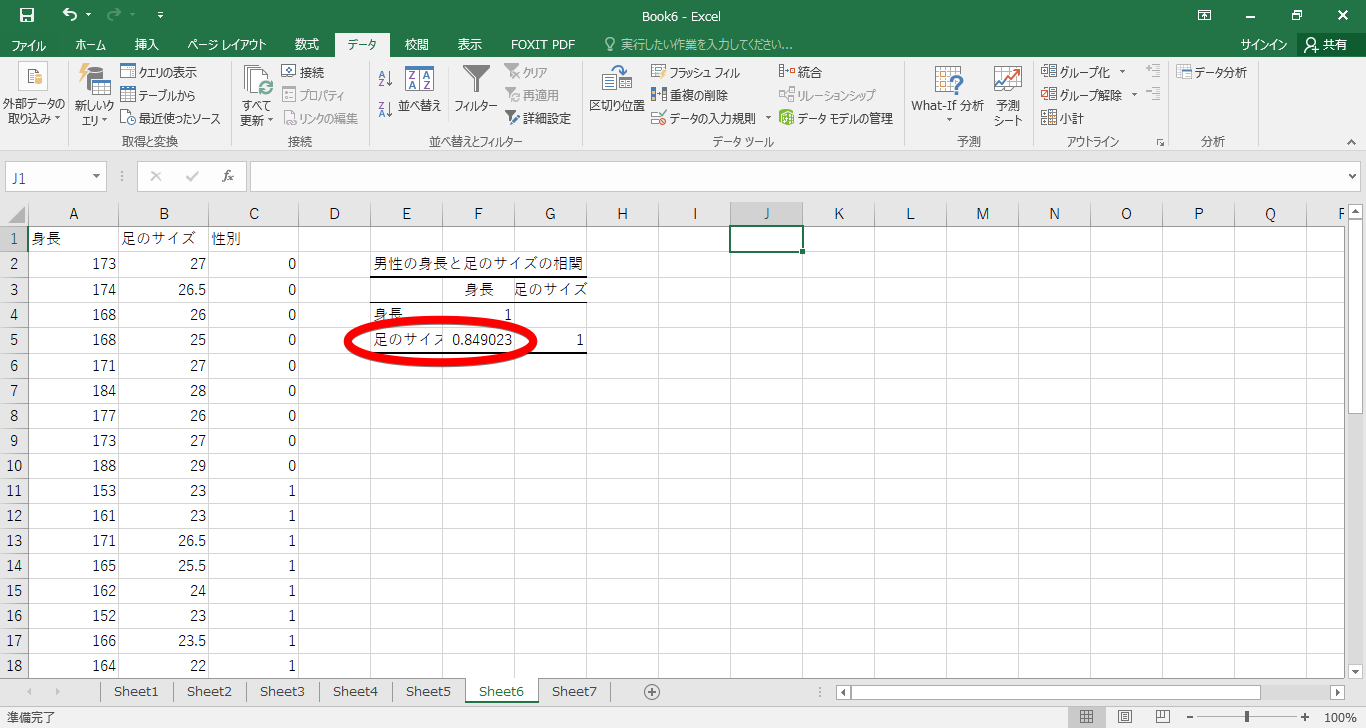 Book6 - Excel
ファイル ホーム 挿入 ページ レイアウト 数式 データ 校閲 表示 FOXIT PDF 実行したい作業を入力してください... サインイン 共有
外部データの取り込み
新しいクエリ
クエリの表示
テーブルから
最近使ったソース
取得と変換
すべて更新
接続
プロパティ
リンクの編集
接続
並べ替え
フィルター
クリア
再適用
詳細設定
並べ替えとフィルター
区切り位置
フラッシュ フィル
重複の削除
データの入力規則
統合
リレーションシップ
データ モデルの管理
データ ツール
What-If 分析
予測シート
予測
グループ化
グループ解除
小計
アウトライン
データ分析
分析
J1 fx
A B C D E F G H I J K L M N O P Q
1 身長 足のサイズ 性別
2 173 27 0 男性の身長と足のサイズの相関
3 174 26.5 0 身長 足のサイズ
4 168 26 0 身長 1
5 168 25 0 足のサイズ 0.849023 1
6 171 27 0
7 184 28 0
8 177 26 0
9 173 27 0
10 188 29 0
11 153 23 1
12 161 23 1
13 171 26.5 1
14 165 25.5 1
15 162 24 1
16 152 23 1
17 166 23.5 1
18 164 22 1
Sheet1 Sheet2 Sheet3 Sheet4 Sheet5 Sheet6 Sheet7
準備完了 100%